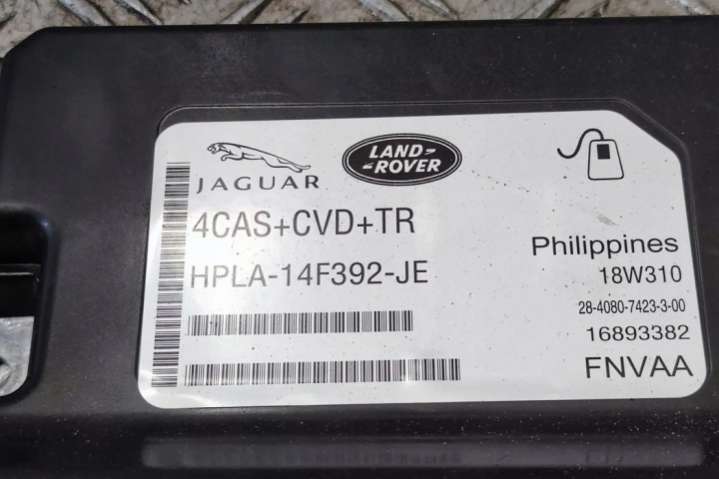 JAGUAR
LAND-
-ROVER
4CAS+CVD+TR
HPLA-14F392-JE
Philippines
18W310
28-4080-7423-3-00
16893382
FNVAA